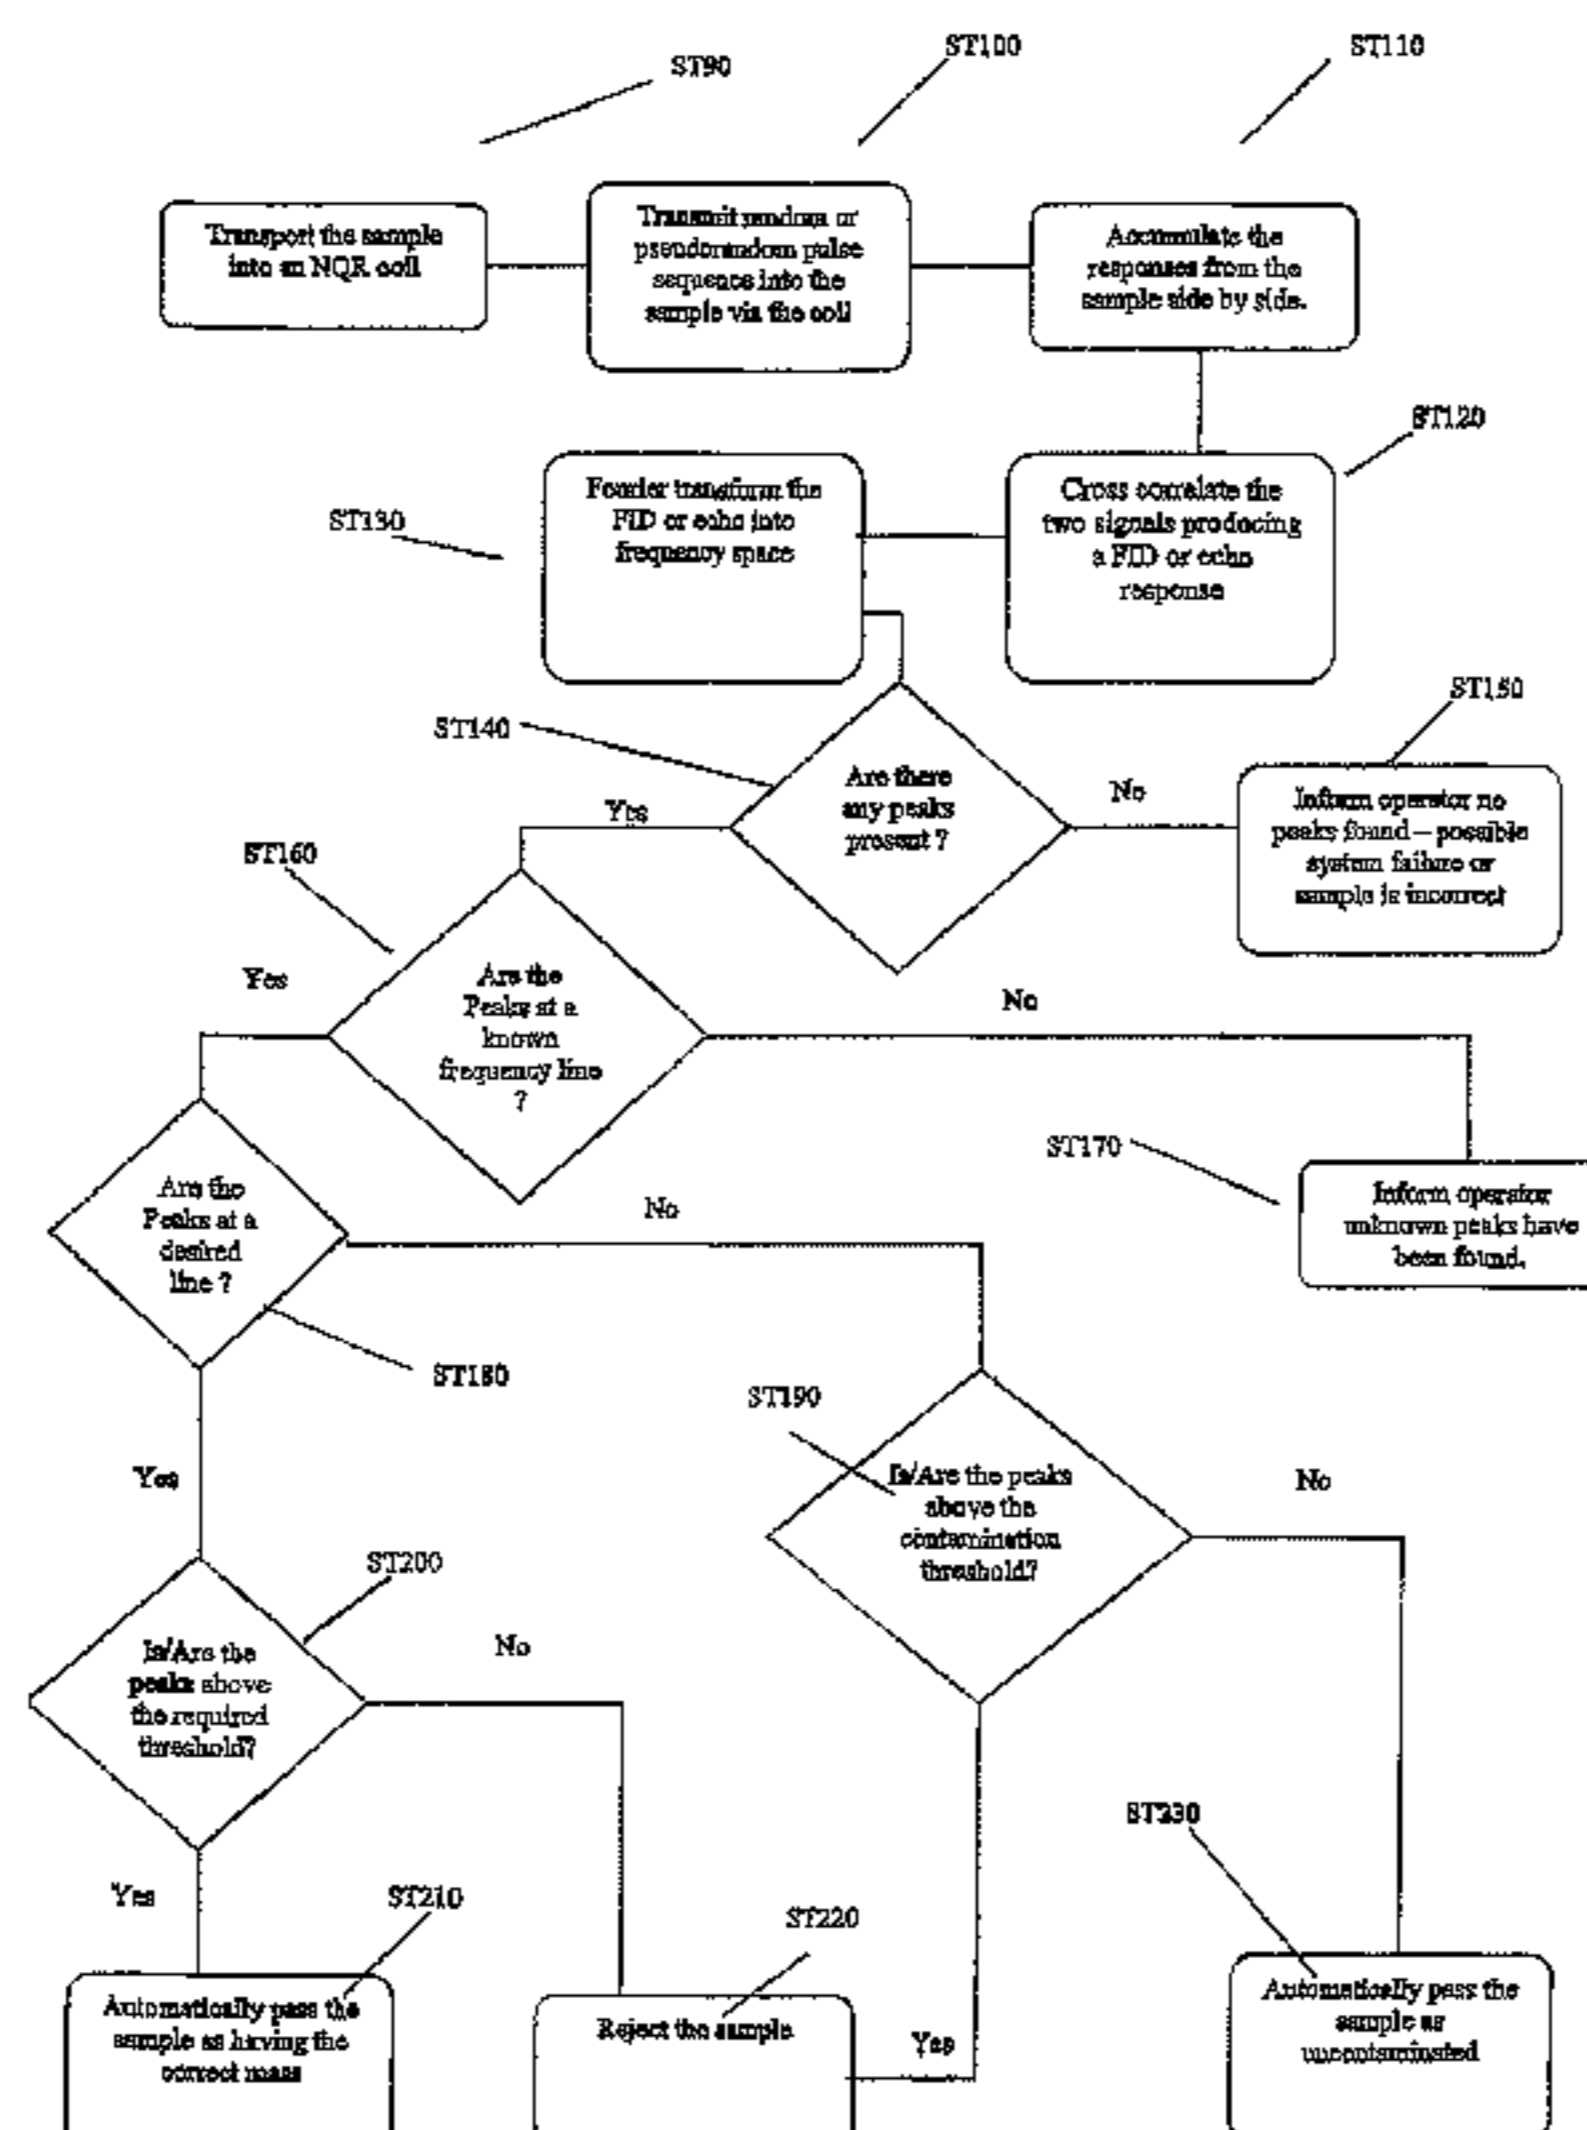 ST90
ST100
ST110
Transport the sample
into an NQR coil
Transmit random or
pseudorandom pulse
sequence into the
sample via the coil
Accumulate the
responses from the
sample side by side.
ST120
Fourier transform the
FID or echo into
frequency space
Cross correlate the
two signals producing
a FID or echo
response
ST130
ST140
ST150
Are there
any peaks
present ?
No
Yes
Inform operator no
peaks found – possible
system failure or
sample is incorrect
ST160
Yes
Are the
Peaks at a
known
frequency line
?
No
ST170
Inform operator
unknown peaks have
been found.
Are the
Peaks at a
desired
line ?
No
ST180
ST190
Yes
Is/Are the peaks
above the
contamination
threshold?
No
ST200
Is/Are the
peaks above
the required
threshold?
No
ST230
Yes
ST210
ST220
Automatically pass the
sample as having the
correct mass
Reject the sample
Yes
Automatically pass the
sample as
uncontaminated